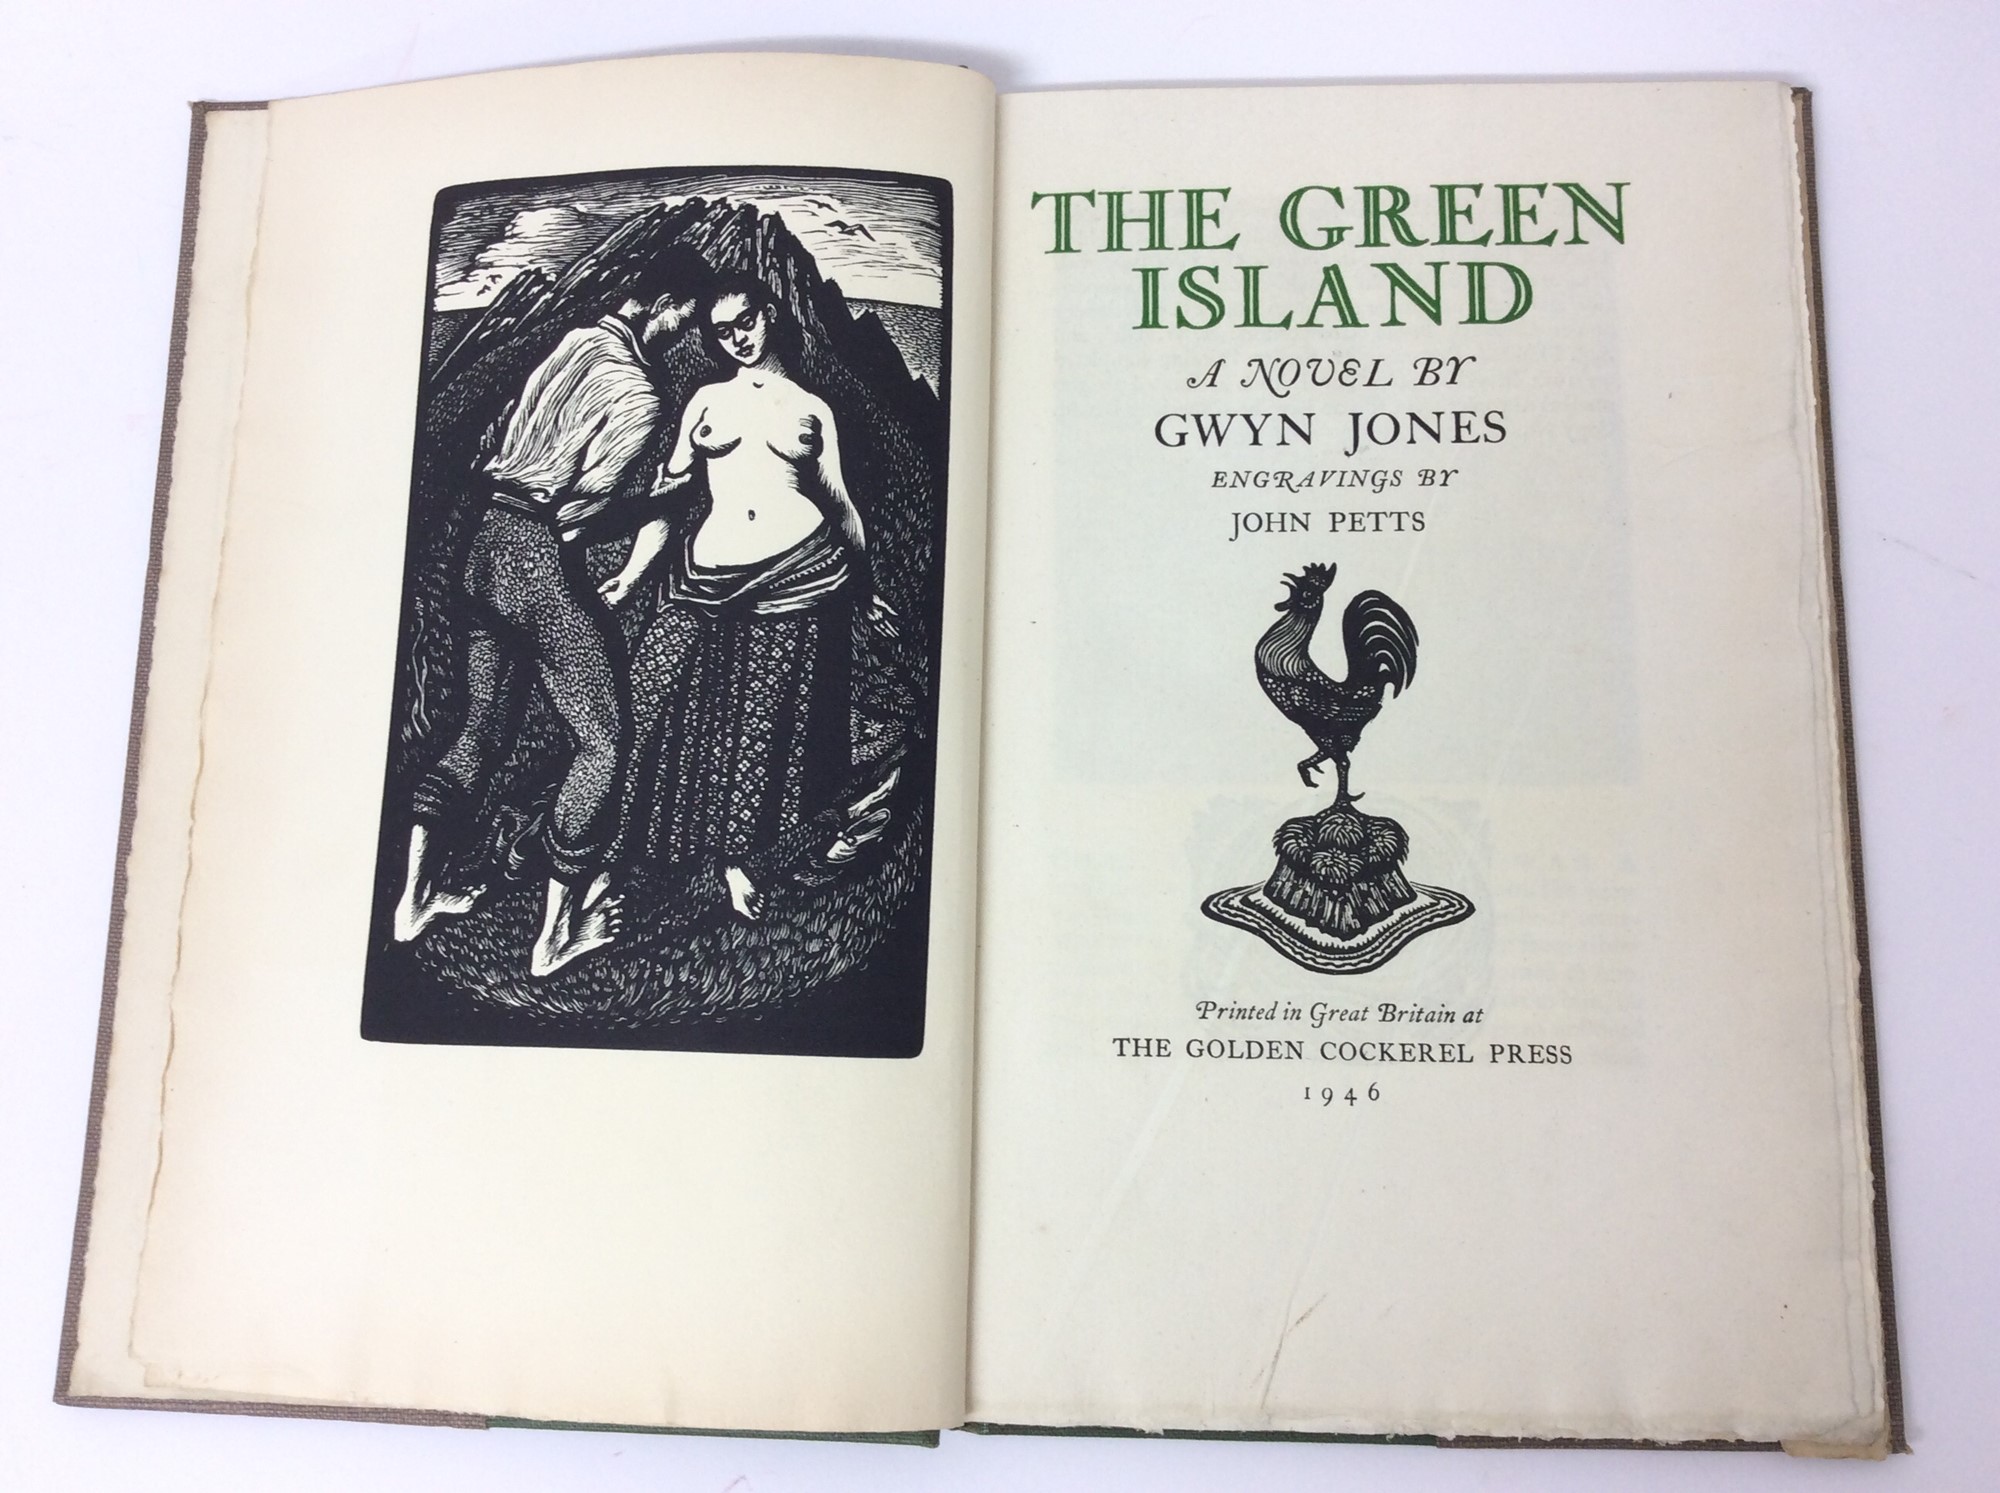 THE GREEN
ISLAND
A NOVEL BY
GWYN JONES
ENGRAVINGS BY
JOHN PETTS
Printed in Great Britain at
THE GOLDEN COCKEREL PRESS
1946